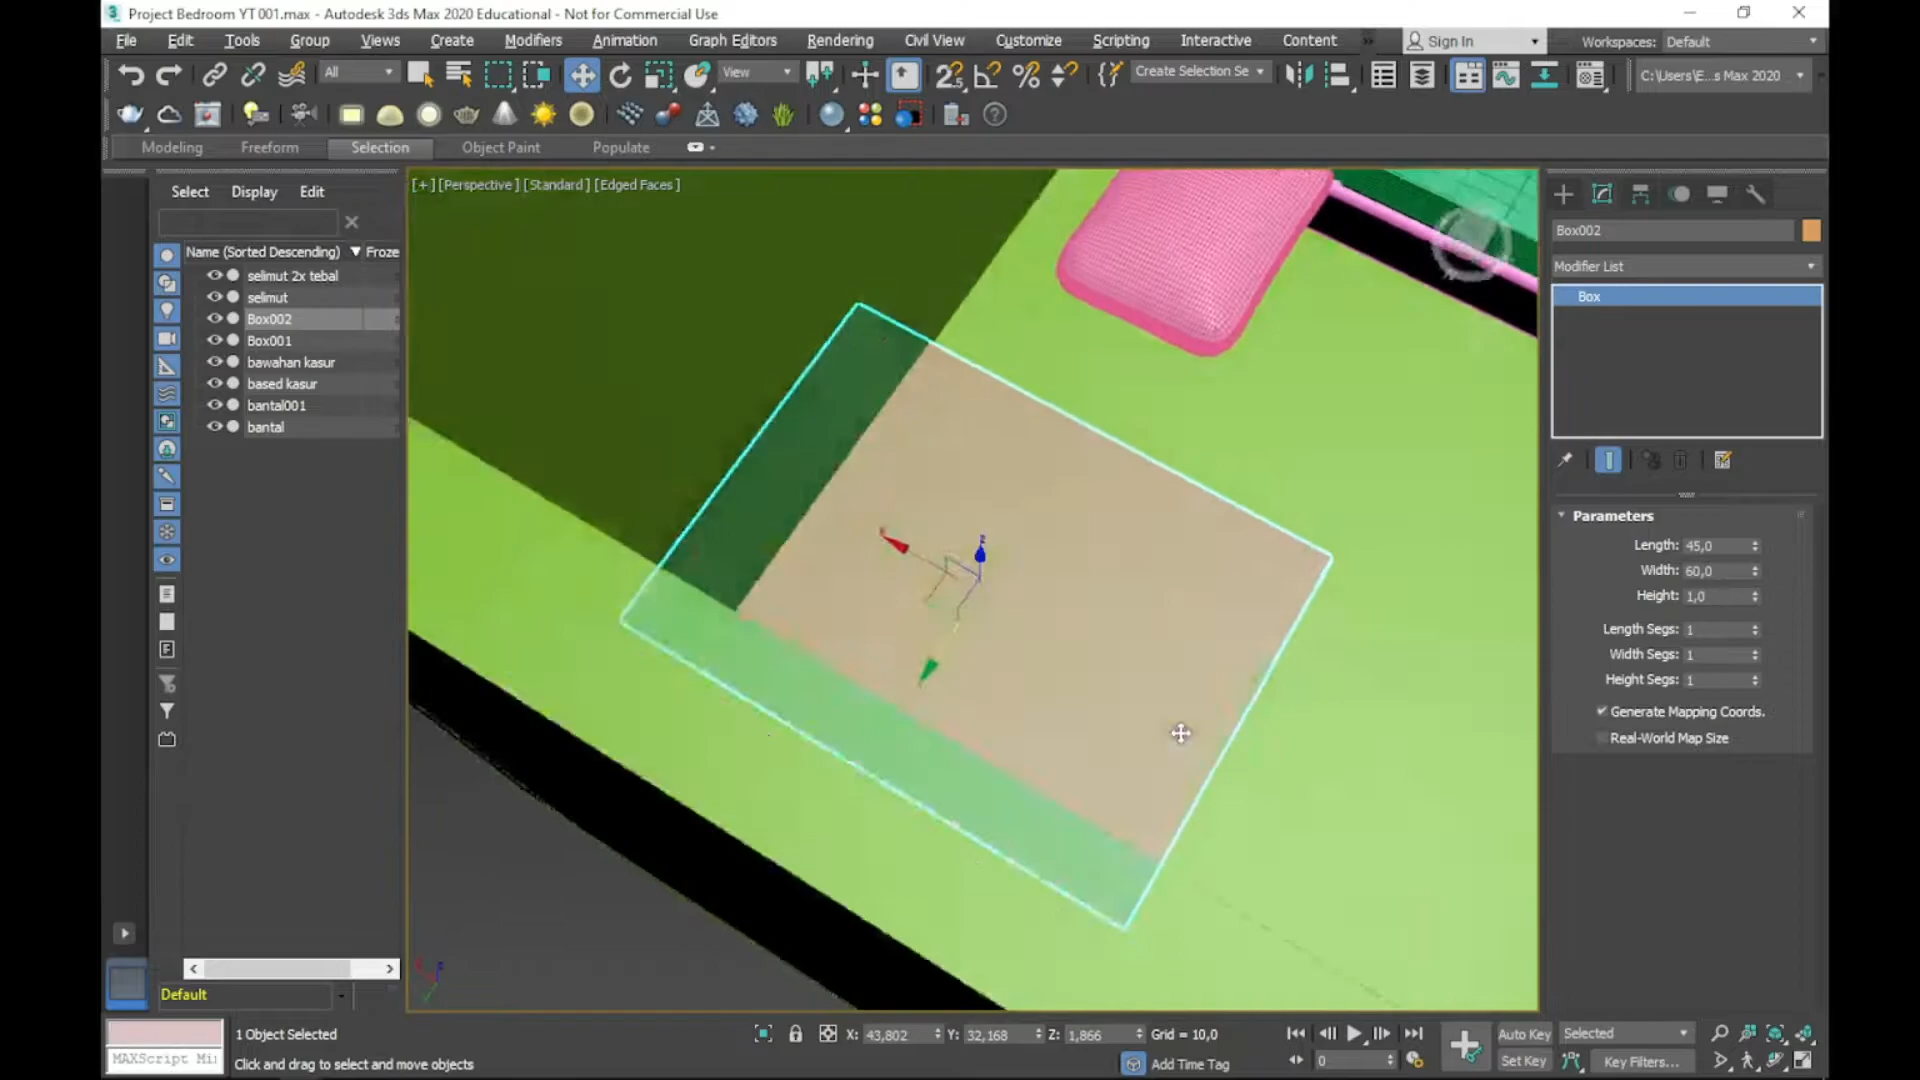 Project Bedroom YT 001.max - Autodesk 3ds Max 2020 Educational - Not for Commercial Use
File Edit Tools Group Views Create Modifiers Animation Graph Editors Rendering Civil View Customize Scripting Interactive Content Sign In Workspaces: Default
All View Create Selection Se C:\Users\E...s Max 2020
Modeling Freeform Selection Object Paint Populate
Select Display Edit
[+] [Perspective] [Standard] [Edged Faces]
Name (Sorted Descending) Froze
selimut 2x tebal
selimut
Box002
Box001
bawahan kasur
based kasur
bantal001
bantal
Box002
Modifier List
Box
Parameters
Length: 45,0
Width: 60,0
Height: 1,0
Length Segs: 1
Width Segs: 1
Height Segs: 1
Generate Mapping Coords.
Real-World Map Size
Default
1 Object Selected X: 43,802 Y: 32,168 Z: 1,866 Grid = 10,0 Auto Key Selected
MAXScript Mi Click and drag to select and move objects Add Time Tag 0 Set Key Key Filters...